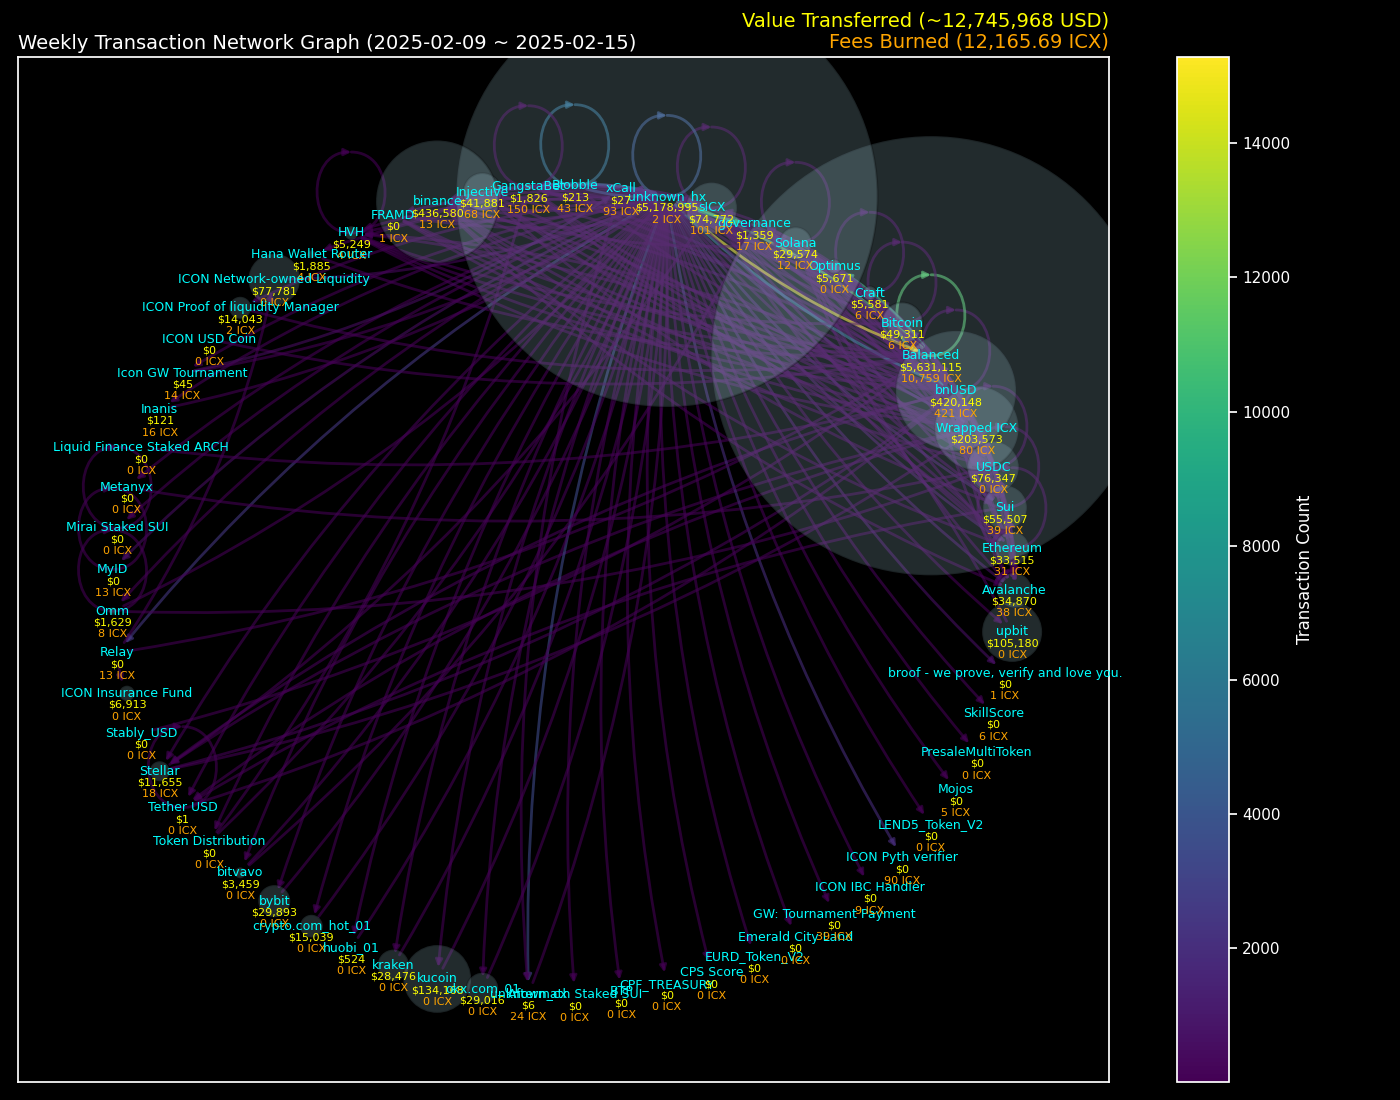 Value Transferred (~12,745,968 USD)
Weekly Transaction Network Graph (2025-02-09 ~ 2025-02-15)
Fees Burned (12,165.69 ICX)
GangstaBet
$1,826
150 ICX
Blobble
$213
43 ICX
xCall
$27
93 ICX
unknown_hx
$5,178,995
2 ICX
sICX
$74,772
101 ICX
governance
$1,359
17 ICX
Solana
$29,574
12 ICX
Optimus
$5,671
0 ICX
Craft
$5,581
6 ICX
Bitcoin
$49,311
6 ICX
Balanced
$5,631,115
10,759 ICX
bnUSD
$420,148
421 ICX
Wrapped ICX
$203,573
80 ICX
USDC
$76,347
0 ICX
Sui
$55,507
39 ICX
Ethereum
$33,515
31 ICX
Avalanche
$34,870
38 ICX
upbit
$105,180
0 ICX
broof - we prove, verify and love you.
$0
1 ICX
SkillScore
$0
6 ICX
PresaleMultiToken
$0
0 ICX
Mojos
$0
5 ICX
LEND5_Token_V2
$0
0 ICX
ICON Pyth verifier
$0
90 ICX
ICON IBC Handler
$0
9 ICX
GW: Tournament Payment
$0
Emerald City Land
$0
0 ICX
EURD_Token_V2
$0
0 ICX
CPS Score
$0
0 ICX
CPF_TREASURY
$0
0 ICX
BTP
$0
0 ICX
Staked SUI
$0
0 ICX
$6
24 ICX
$29,016
0 ICX
kucoin
$134,168
0 ICX
kraken
$28,476
0 ICX
huobi_01
$524
0 ICX
crypto.com_hot_01
$15,039
0 ICX
bybit
$29,893
0 ICX
bitvavo
$3,459
0 ICX
Token Distribution
$0
0 ICX
Tether USD
$1
0 ICX
Stellar
$11,655
18 ICX
Stably_USD
$0
0 ICX
ICON Insurance Fund
$6,913
0 ICX
Relay
$0
13 ICX
Omm
$1,629
8 ICX
MyID
$0
13 ICX
Mirai Staked SUI
$0
0 ICX
Metanyx
$0
0 ICX
Liquid Finance Staked ARCH
$0
0 ICX
Inanis
$121
16 ICX
Icon GW Tournament
$45
14 ICX
ICON USD Coin
$0
0 ICX
ICON Proof of liquidity Manager
$14,043
2 ICX
ICON Network-owned Liquidity
$77,781
0 ICX
Hana Wallet Router
$1,885
HVH
$5,249
FRAMD
$0
1 ICX
binance
$436,580
13 ICX
Injective
$41,881
68 ICX
14000
12000
10000
8000
6000
4000
2000
Transaction Count